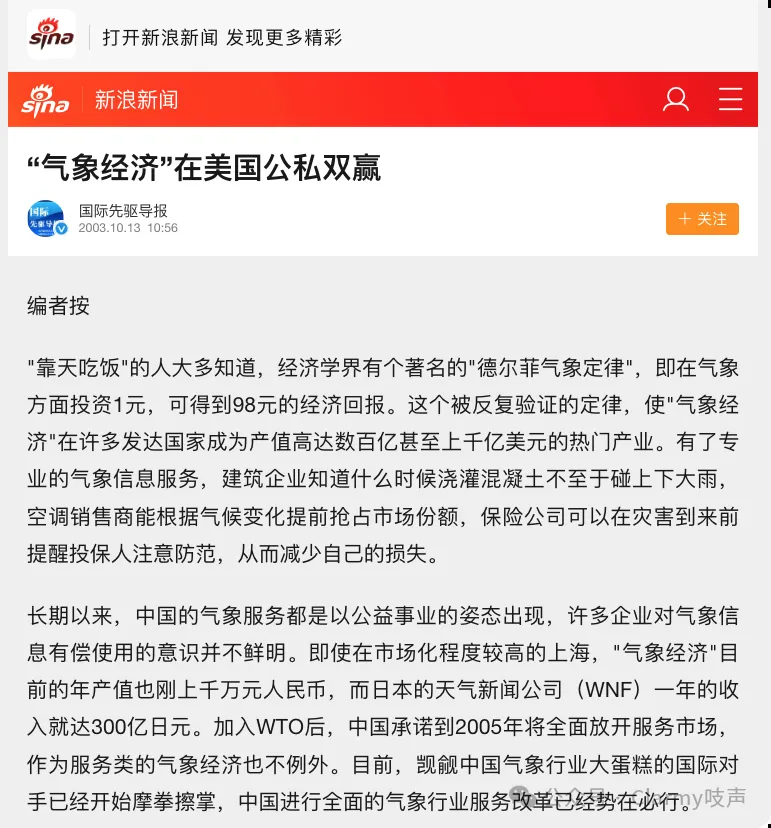 sina 打开新浪新闻 发现更多精彩
sina 新浪新闻
“气象经济”在美国公私双赢
国际先驱导报
2003.10.13 10:56
+ 关注
编者按
"靠天吃饭"的人大多知道，经济学界有个著名的"德尔菲气象定律"，即在气象
方面投资1元，可得到98元的经济回报。这个被反复验证的定律，使"气象经
济"在许多发达国家成为产值高达数百亿甚至上千亿美元的热门产业。有了专
业的气象信息服务，建筑企业知道什么时候浇灌混凝土不至于碰上下大雨，
空调销售商能根据气候变化提前抢占市场份额，保险公司可以在灾害到来前
提醒投保人注意防范，从而减少自己的损失。
长期以来，中国的气象服务都是以公益事业的姿态出现，许多企业对气象信
息有偿使用的意识并不鲜明。即使在市场化程度较高的上海，"气象经济"目
前的年产值也刚上千万元人民币，而日本的天气新闻公司（WNF）一年的收
入就达300亿日元。加入WTO后，中国承诺到2005年将全面放开服务市场，
作为服务类的气象经济也不例外。目前，觊觎中国气象行业大蛋糕的国际对
手已经开始摩拳擦掌，中国进行全面的气象行业服务改革已经势在必行。
公众号 · Clarmy吱声